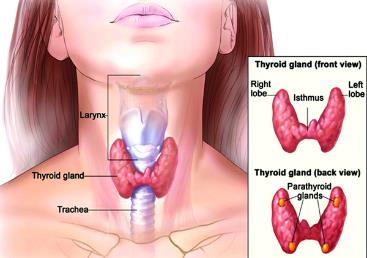 Larynx
Thyroid gland
Trachea
Thyroid gland (front view)
Right
lobe
Isthmus
Left
lobe
Thyroid gland (back view)
Parathyroid
glands